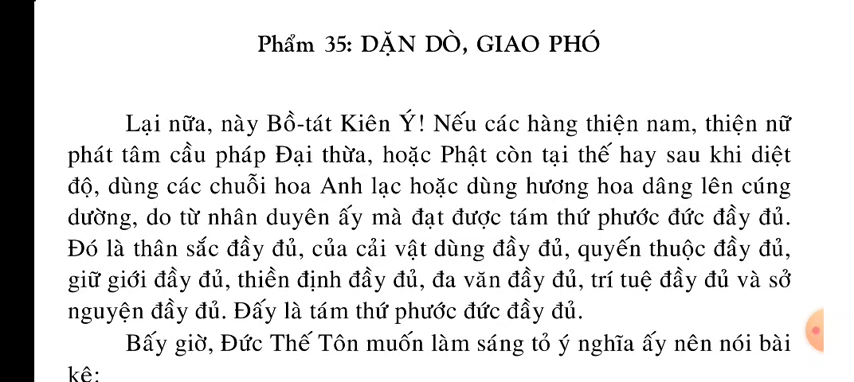 Phẩm 35: DẶN DÒ, GIAO PHÓ
Lại nữa, này Bồ-tát Kiên Ý! Nếu các hàng thiện nam, thiện nữ
phát tâm cầu pháp Đại thừa, hoặc Phật còn tại thế hay sau khi diệt
độ, dùng các chuỗi hoa Anh lạc hoặc dùng hương hoa dâng lên cúng
dường, do từ nhân duyên ấy mà đạt được tám thứ phước đức đầy đủ.
Đó là thân sắc đầy đủ, của cải vật dùng đầy đủ, quyến thuộc đầy đủ,
giữ giới đầy đủ, thiền định đầy đủ, đa văn đầy đủ, trí tuệ đầy đủ và sở
nguyện đầy đủ. Đấy là tám thứ phước đức đầy đủ.
Bấy giờ, Đức Thế Tôn muốn làm sáng tỏ ý nghĩa ấy nên nói bài
kệ: